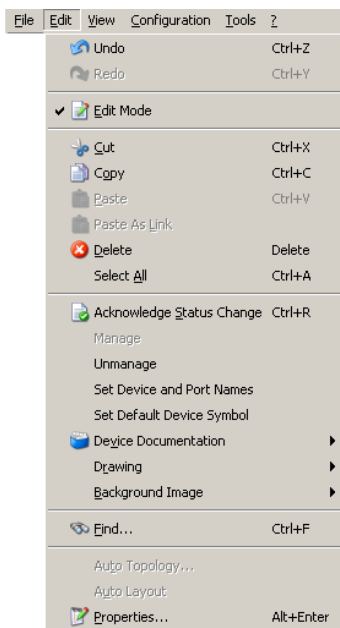 File Edit View Configuration Tools ?
Undo Ctrl+Z
Redo Ctrl+Y
Edit Mode
Cut Ctrl+X
Copy Ctrl+C
Paste Ctrl+V
Paste As Link
Delete Delete
Select All Ctrl+A
Acknowledge Status Change Ctrl+R
Manage
Unmanage
Set Device and Port Names
Set Default Device Symbol
Device Documentation
Drawing
Background Image
Find... Ctrl+F
Auto Topology...
Auto Layout
Properties... Alt+Enter